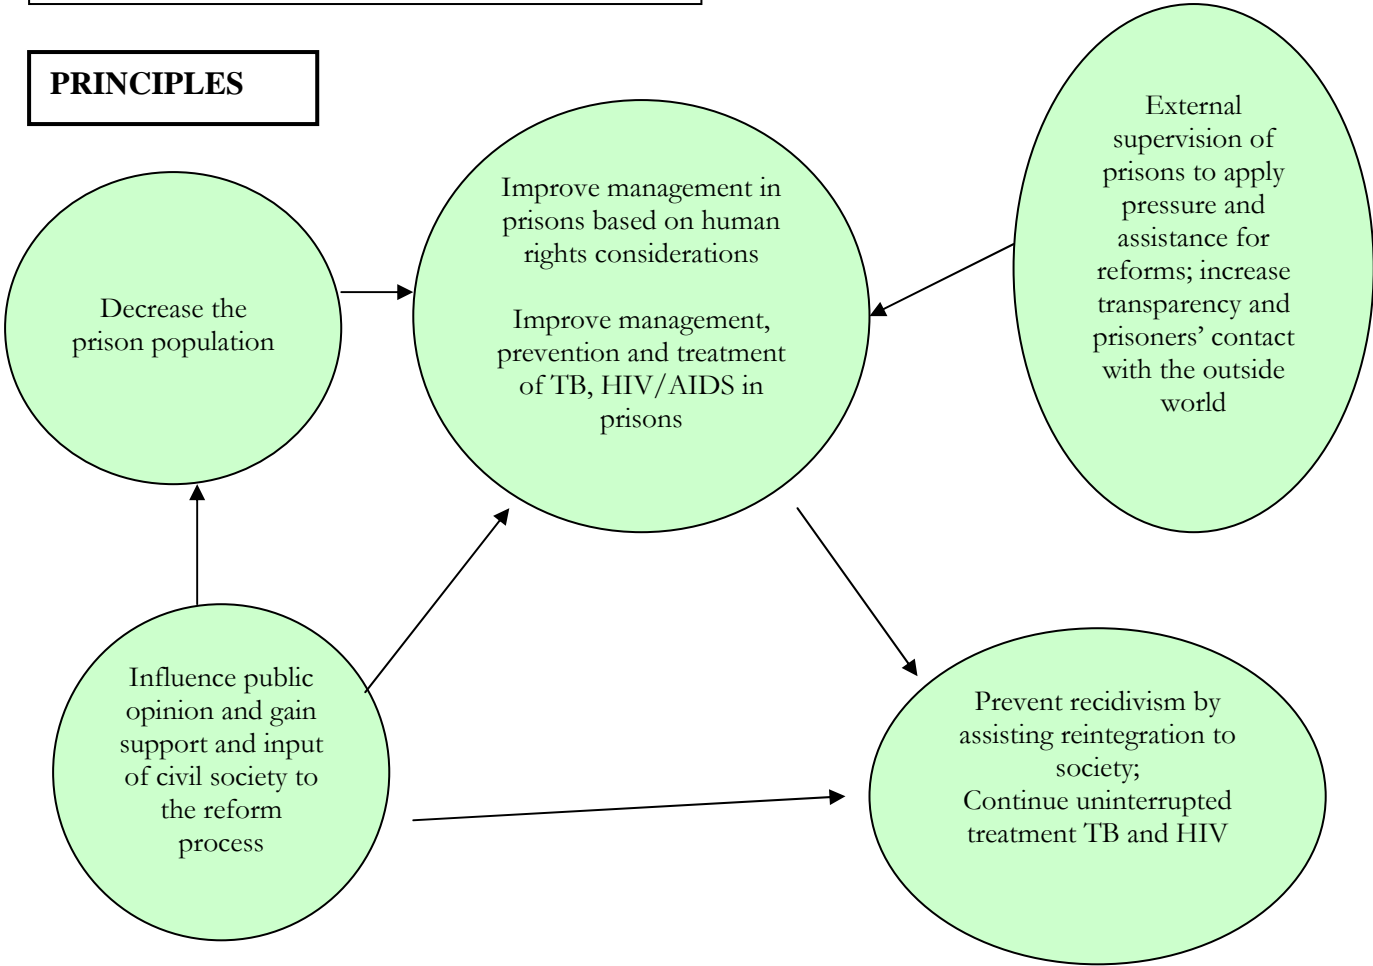 PRINCIPLES
External
supervision of
prisons to apply
pressure and
assistance for
reforms; increase
transparency and
prisoners’ contact
with the outside
world
Improve management in
prisons based on human
rights considerations
Improve management,
prevention and treatment
of TB, HIV/AIDS in
prisons
Decrease the
prison population
Influence public
opinion and gain
support and input
of civil society to
the reform
process
Prevent recidivism by
assisting reintegration to
society;
Continue uninterrupted
treatment TB and HIV